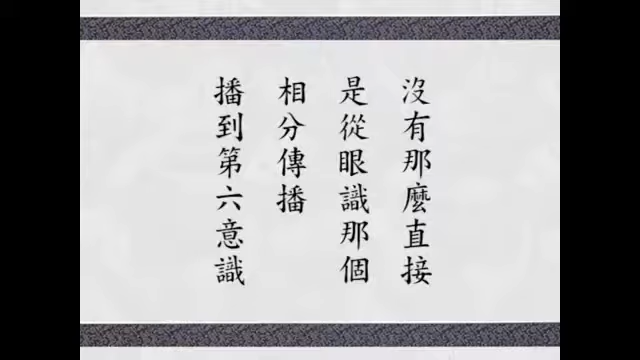 沒有那麼直接
是從眼識那個
相分傳播
播到第六意識